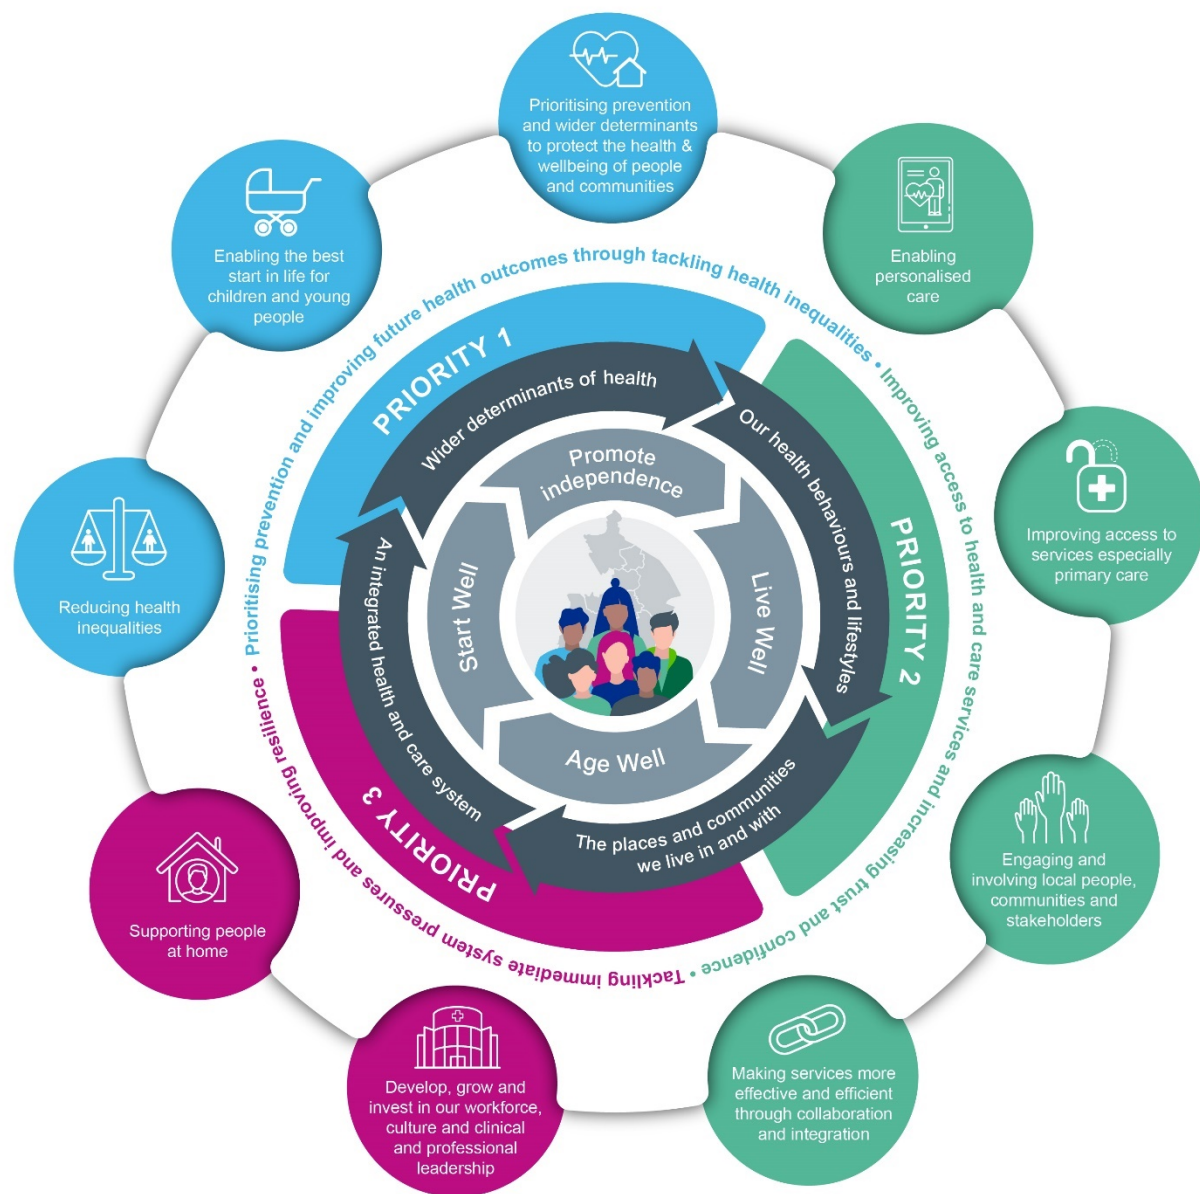 Prioritising prevention
and wider determinants
to protect the health &
wellbeing of people
and communities
Enabling
personalised
care
Improving access to
services especially
primary care
Engaging and
involving local people,
communities and
stakeholders
Making services more
effective and efficient
through collaboration
and integration
Develop, grow and
invest in our workforce,
culture and clinical
and professional
leadership
Supporting people
at home
Reducing health
inequalities
Enabling the best
start in life for
children and young
people
• Prioritising prevention and improving future health outcomes through tackling health inequalities
• Improving access to health and care services and increasing trust and confidence
• Tackling immediate system pressures and improving resilience
PRIORITY 1
PRIORITY 2
PRIORITY 3
Wider determinants of health
Our health behaviours and lifestyles
The places and communities
we live in and with
An integrated health and care system
Promote
independence
Live Well
Age Well
Start Well